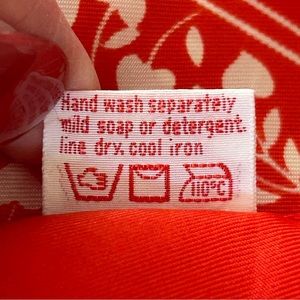 Hand wash separately
mild soap or detergent.
line dry. cool iron
110°C